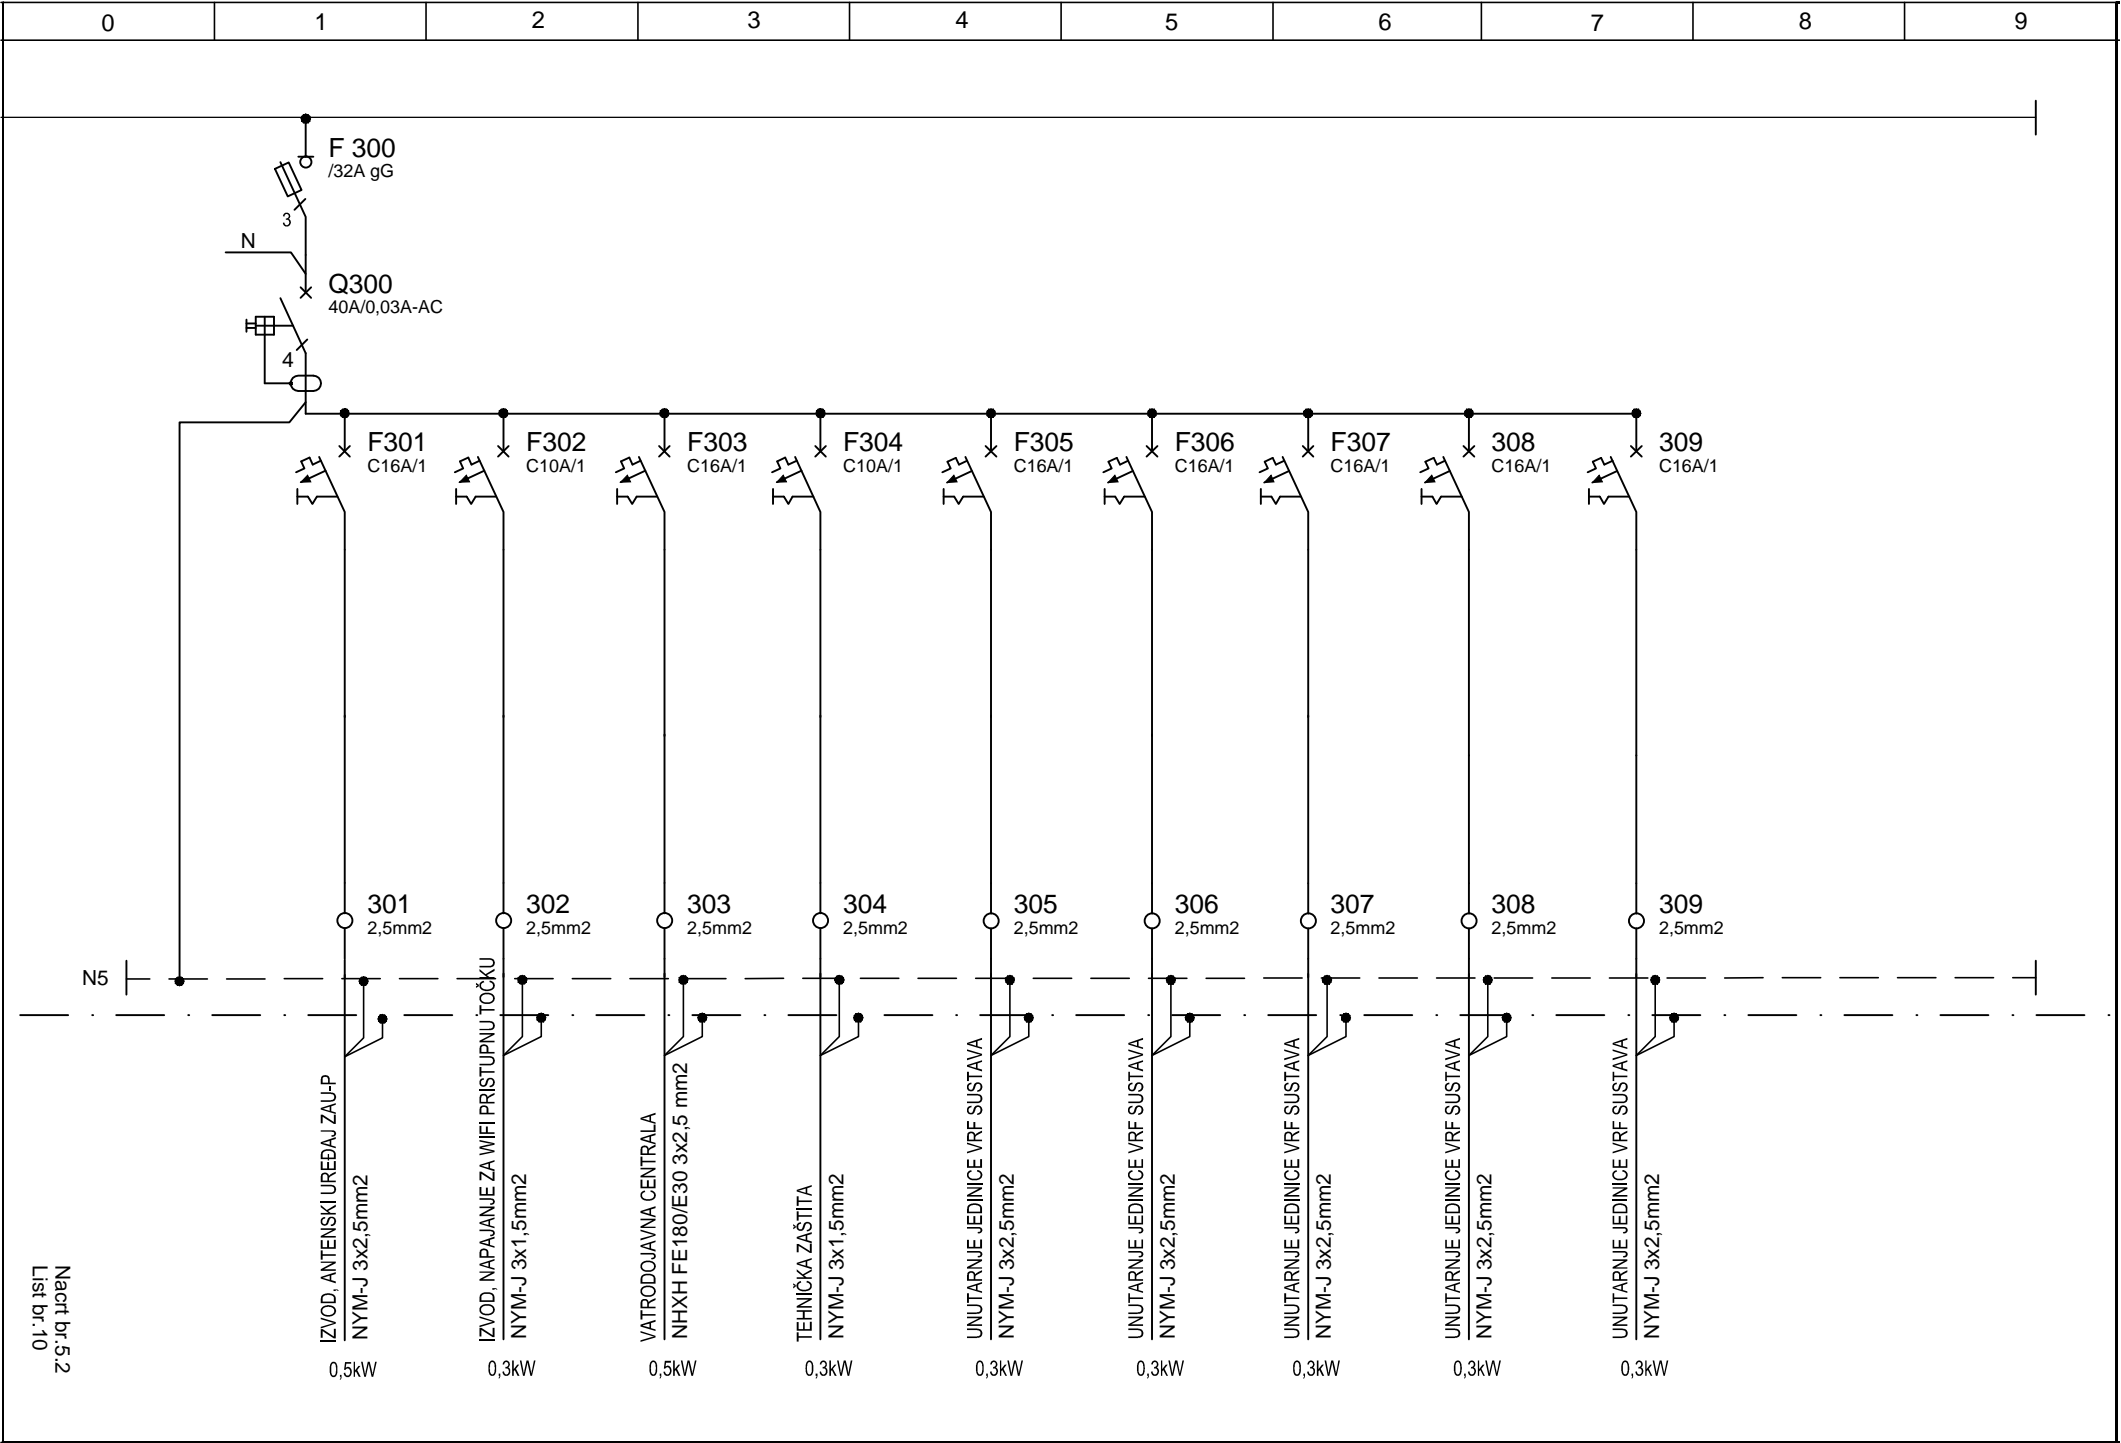 0 1 2 3 4 5 6 7 8 9
F 300
/32A gG
3
N
Q300
40A/0,03A-AC
4
F301
C16A/1
F302
C10A/1
F303
C16A/1
F304
C10A/1
F305
C16A/1
F306
C16A/1
F307
C16A/1
308
C16A/1
309
C16A/1
301
2,5mm2
302
2,5mm2
303
2,5mm2
304
2,5mm2
305
2,5mm2
306
2,5mm2
307
2,5mm2
308
2,5mm2
309
2,5mm2
N5
IZVOD, ANTENSKI UREĐAJ ZAU-P
NYM-J 3x2,5mm2
IZVOD, NAPAJANJE ZA WIFI PRISTUPNU TOČKU
NYM-J 3x1,5mm2
VATRODOJAVNA CENTRALA
NHXH FE180/E30 3x2,5 mm2
TEHNIČKA ZAŠTITA
NYM-J 3x1,5mm2
UNUTARNJE JEDINICE VRF SUSTAVA
NYM-J 3x2,5mm2
UNUTARNJE JEDINICE VRF SUSTAVA
NYM-J 3x2,5mm2
UNUTARNJE JEDINICE VRF SUSTAVA
NYM-J 3x2,5mm2
UNUTARNJE JEDINICE VRF SUSTAVA
NYM-J 3x2,5mm2
UNUTARNJE JEDINICE VRF SUSTAVA
NYM-J 3x2,5mm2
0,5kW
0,3kW
0,5kW
0,3kW
0,3kW
0,3kW
0,3kW
0,3kW
0,3kW
Nacrt br.5.2
List br.10